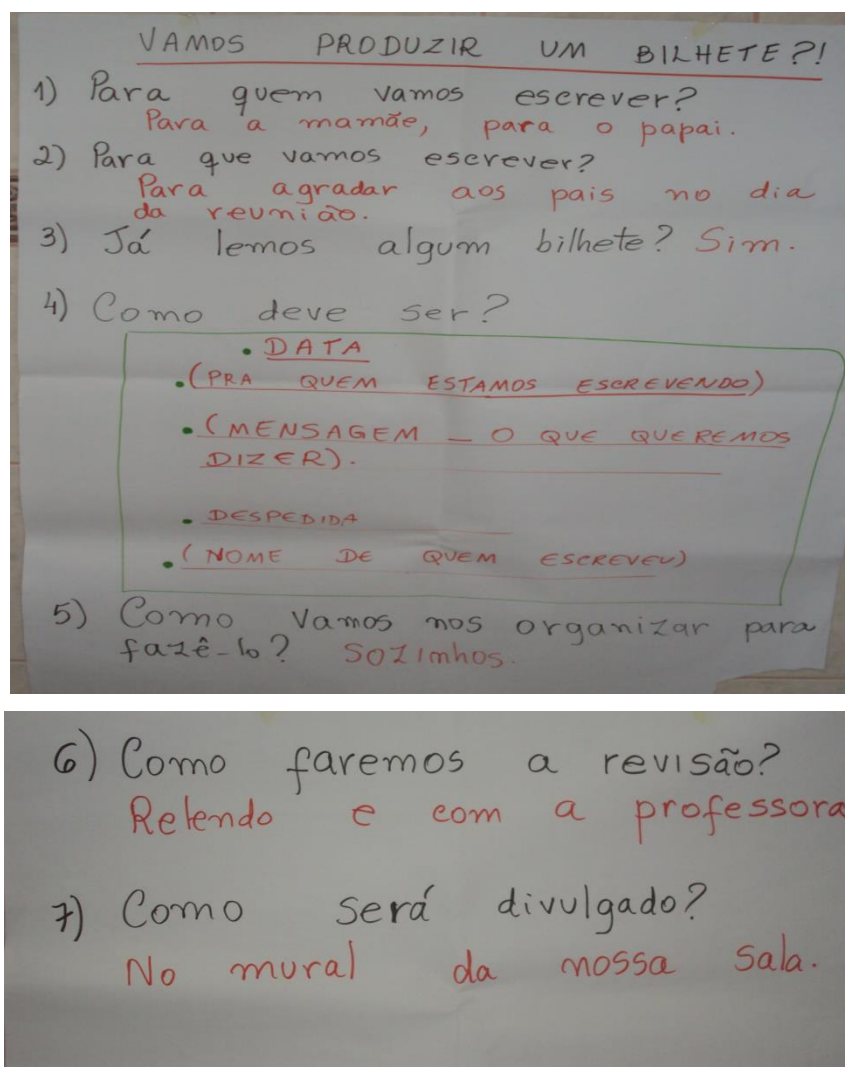 VAMOS PRODUZIR UM BILHETE?!
1) Para quem vamos escrever?
Para a mamãe, para o papai.
2) Para que vamos escrever?
Para agradar aos pais no dia
da reunião.
3) Já lemos algum bilhete? Sim.
4) Como deve ser?
• DATA
• (PRA QUEM ESTAMOS ESCREVENDO)
• (MENSAGEM _ O QUE QUEREMOS
DIZER).
• DESPEDIDA
• (NOME DE QUEM ESCREVEU)
5) Como vamos nos organizar para
fazê-lo? Sozinhos.
6) Como faremos a revisão?
Relendo e com a professora
7) Como será divulgado?
No mural da nossa sala.